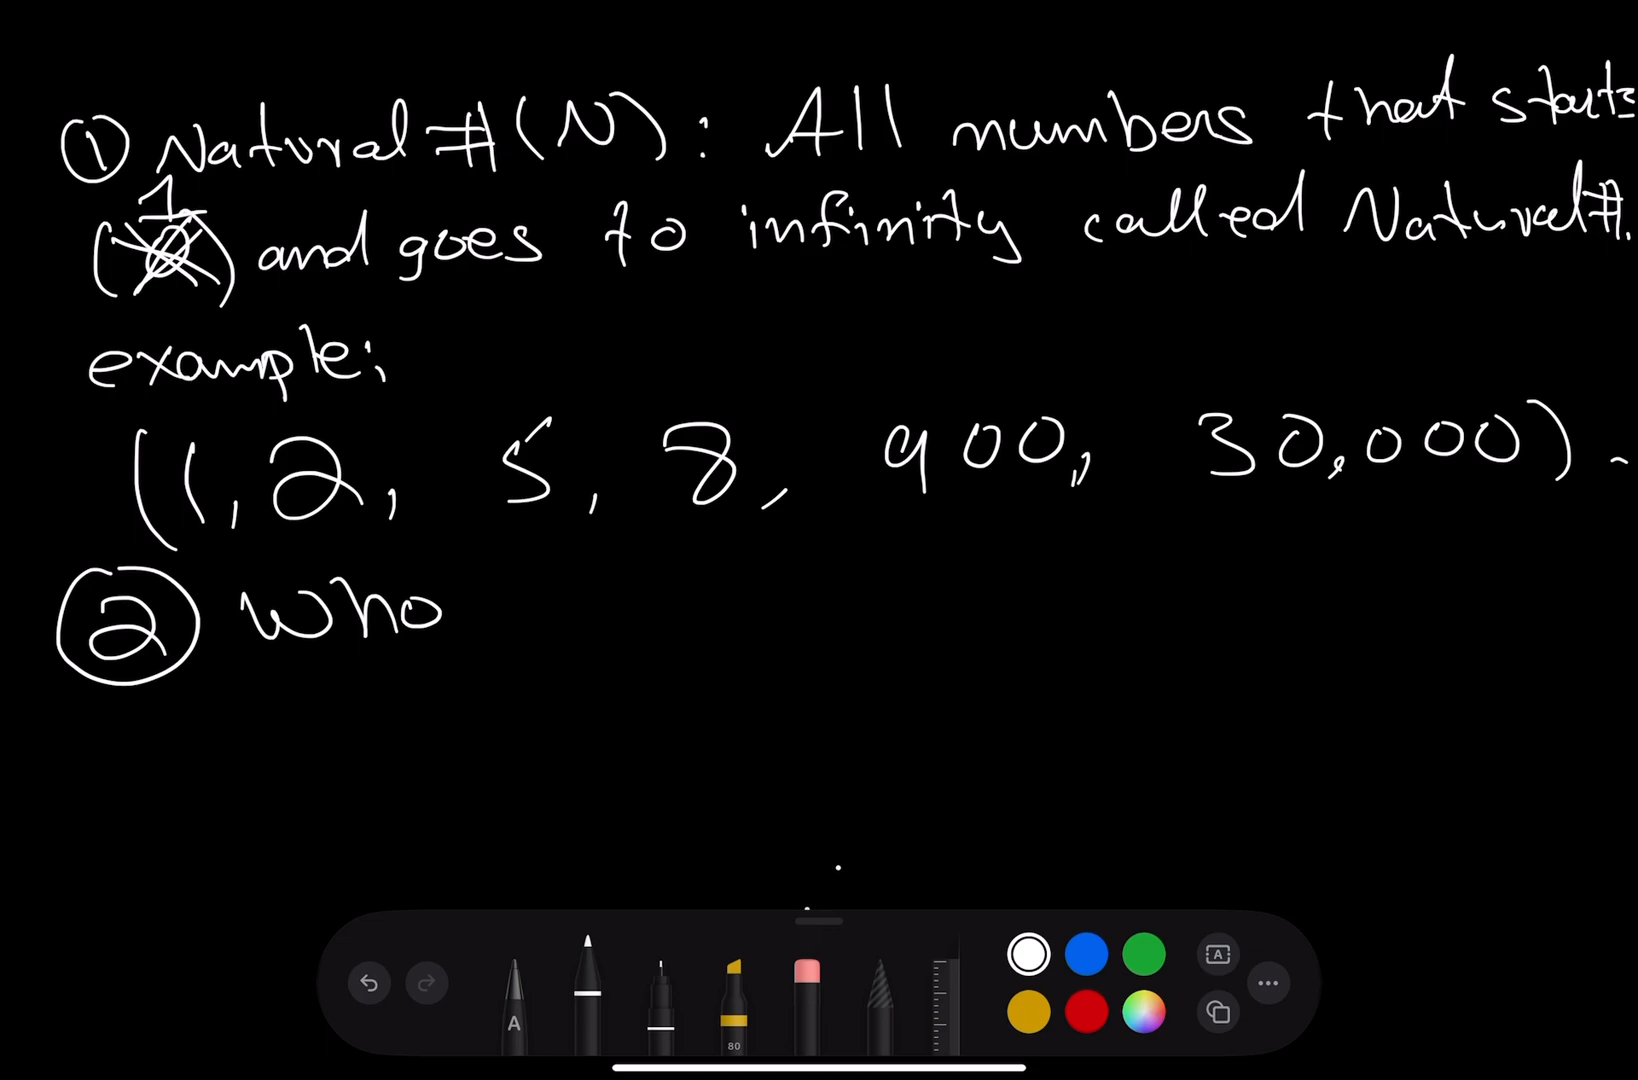 ① Natural #(N): All numbers that starts
(1) and goes to infinity called Natural#.
example:
(1, 2, 5, 8, 900, 30,000).
② Who
A
80
A